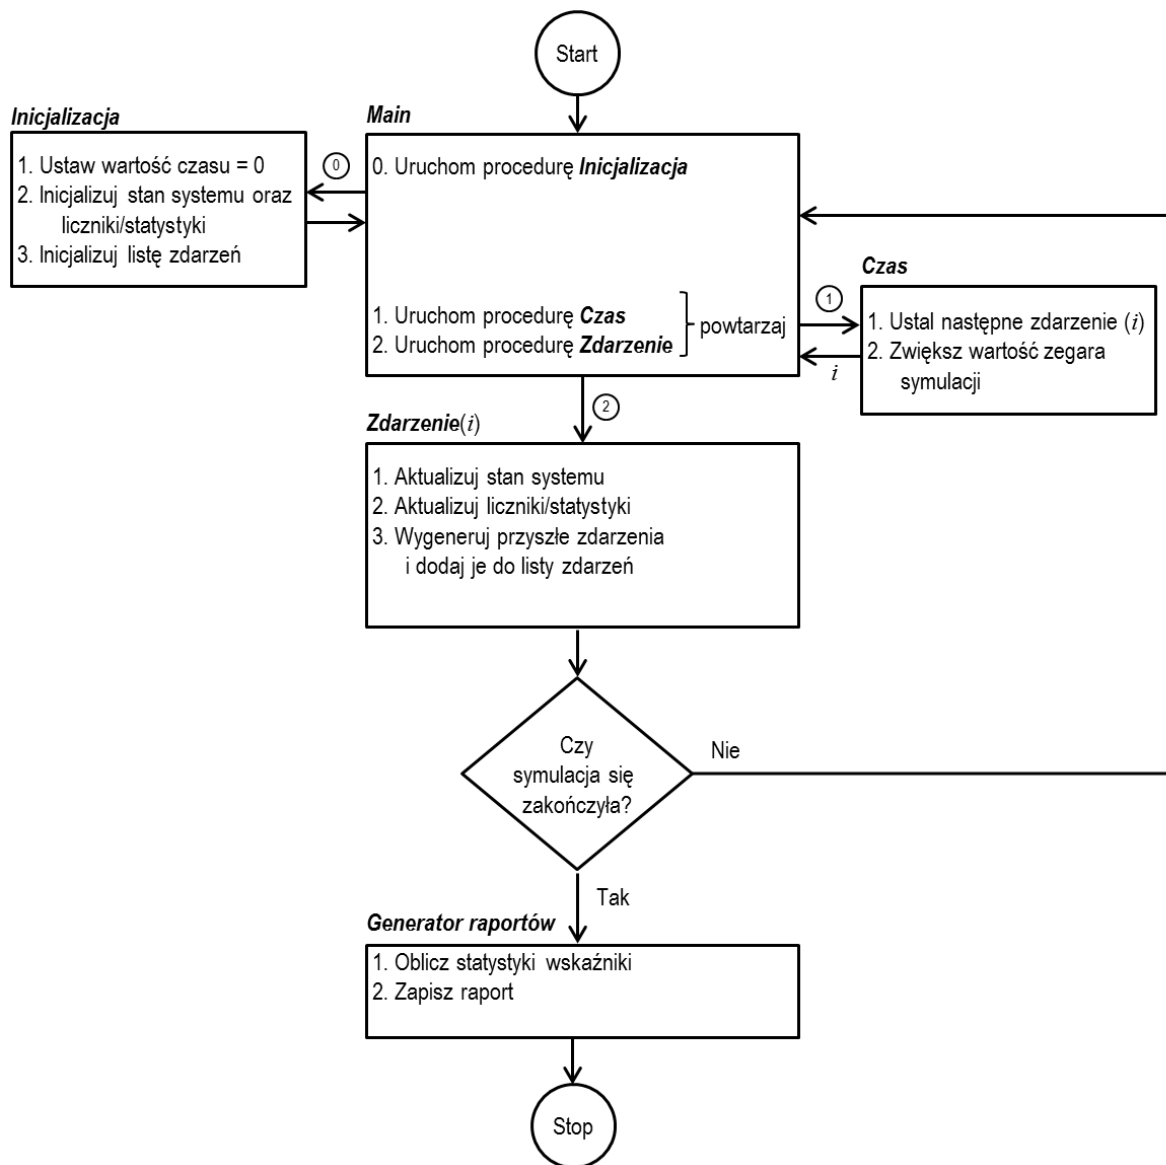 Start
Inicjalizacja
1. Ustaw wartość czasu = 0
2. Inicjalizuj stan systemu oraz
liczniki/statystyki
3. Inicjalizuj listę zdarzeń
0
Main
0. Uruchom procedurę Inicjalizacja
1. Uruchom procedurę Czas
2. Uruchom procedurę Zdarzenie
powtarzaj
1
Czas
1. Ustal następne zdarzenie (i)
2. Zwiększ wartość zegara
symulacji
i
2
Zdarzenie(i)
1. Aktualizuj stan systemu
2. Aktualizuj liczniki/statystyki
3. Wygeneruj przyszłe zdarzenia
i dodaj je do listy zdarzeń
Czy
symulacja się
zakończyła?
Nie
Tak
Generator raportów
1. Oblicz statystyki wskaźniki
2. Zapisz raport
Stop